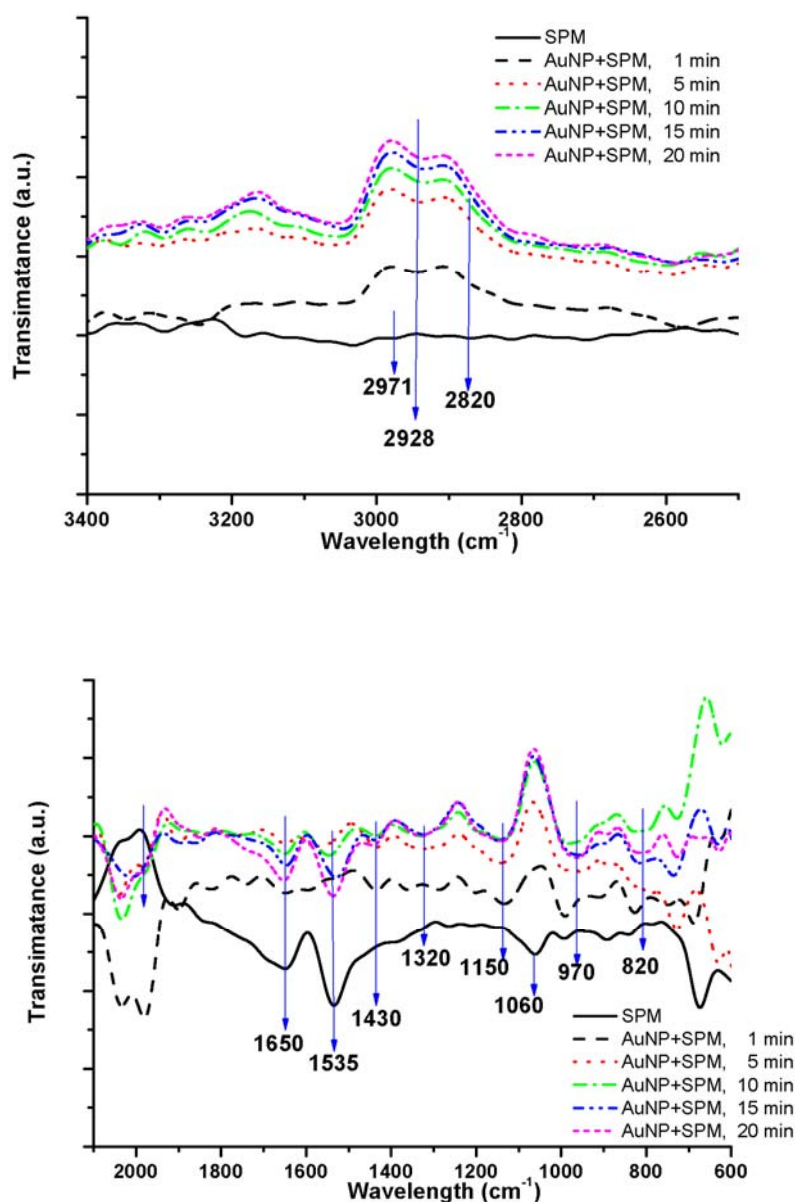 SPM
AuNP+SPM, 1 min
AuNP+SPM, 5 min
AuNP+SPM, 10 min
AuNP+SPM, 15 min
AuNP+SPM, 20 min
Transimatance (a.u.)
2971
2820
2928
3400 3200 3000 2800 2600
Wavelength (cm-1)
Transimatance (a.u.)
1320 1150 970 820
1430 1060
1650
1535
SPM
AuNP+SPM, 1 min
AuNP+SPM, 5 min
AuNP+SPM, 10 min
AuNP+SPM, 15 min
AuNP+SPM, 20 min
2000 1800 1600 1400 1200 1000 800 600
Wavelength (cm-1)